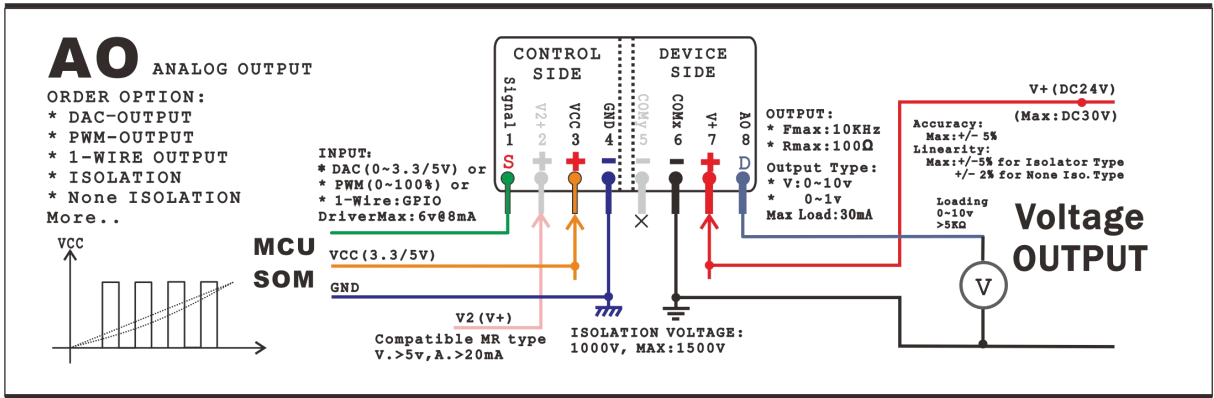 AO ANALOG OUTPUT
ORDER OPTION:
* DAC-OUTPUT
* PWM-OUTPUT
* 1-WIRE OUTPUT
* ISOLATION
* None ISOLATION
More..
VCC
INPUT:
* DAC(0~3.3/5V) or
* PWM(0~100%) or
* 1-Wire:GPIO
DriverMax:6v@8mA
MCU
SOM
VCC(3.3/5V)
GND
V2(V+)
Compatible MR type
V.>5v,A.>20mA
CONTROL
SIDE
DEVICE
SIDE
Signal 1
V2+ 2
VCC 3
GND 4
COMy 5
COMx 6
V+ 7
AO 8
S
D
ISOLATION VOLTAGE:
1000V, MAX:1500V
OUTPUT:
* Fmax:10KHz
* Rmax:100Ω
Output Type:
* V:0~10v
* 0~1v
Max Load:30mA
V+(DC24V)
(Max:DC30V)
Accuracy:
Max:+/- 5%
Linearity:
Max:+/-5% for Isolator Type
+/- 2% for None Iso. Type
Loading
0~10v
>5KΩ
Voltage
OUTPUT
V